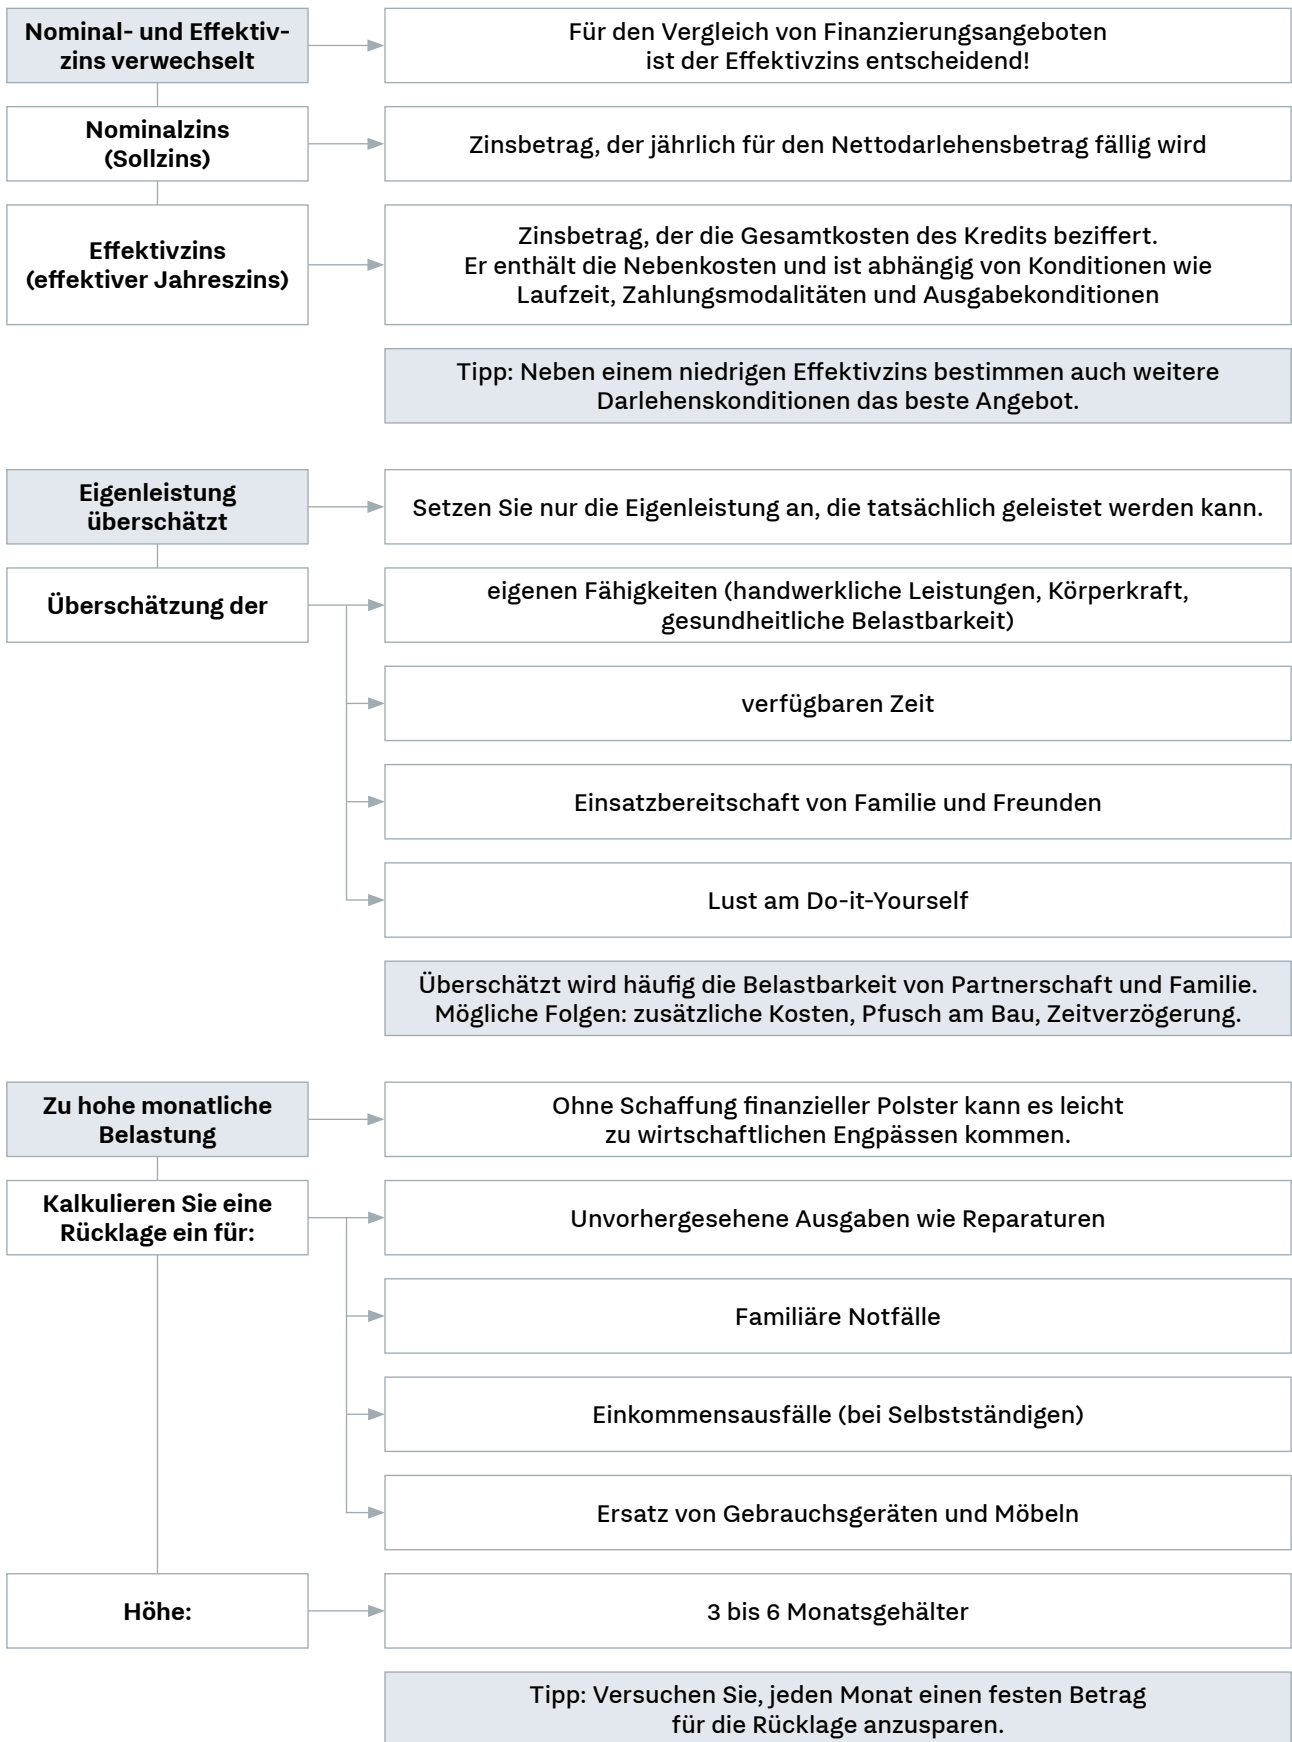 Nominal- und Effektiv-
zins verwechselt
Für den Vergleich von Finanzierungsangeboten
ist der Effektivzins entscheidend!
Nominalzins
(Sollzins)
Zinsbetrag, der jährlich für den Nettodarlehensbetrag fällig wird
Effektivzins
(effektiver Jahreszins)
Zinsbetrag, der die Gesamtkosten des Kredits beziffert.
Er enthält die Nebenkosten und ist abhängig von Konditionen wie
Laufzeit, Zahlungsmodalitäten und Ausgabekonditionen
Tipp: Neben einem niedrigen Effektivzins bestimmen auch weitere
Darlehenskonditionen das beste Angebot.
Eigenleistung
überschätzt
Setzen Sie nur die Eigenleistung an, die tatsächlich geleistet werden kann.
Überschätzung der
eigenen Fähigkeiten (handwerkliche Leistungen, Körperkraft,
gesundheitliche Belastbarkeit)
verfügbaren Zeit
Einsatzbereitschaft von Familie und Freunden
Lust am Do-it-Yourself
Überschätzt wird häufig die Belastbarkeit von Partnerschaft und Familie.
Mögliche Folgen: zusätzliche Kosten, Pfusch am Bau, Zeitverzögerung.
Zu hohe monatliche
Belastung
Ohne Schaffung finanzieller Polster kann es leicht
zu wirtschaftlichen Engpässen kommen.
Kalkulieren Sie eine
Rücklage ein für:
Unvorhergesehene Ausgaben wie Reparaturen
Familiäre Notfälle
Einkommensausfälle (bei Selbstständigen)
Ersatz von Gebrauchsgeräten und Möbeln
Höhe:
3 bis 6 Monatsgehälter
Tipp: Versuchen Sie, jeden Monat einen festen Betrag
für die Rücklage anzusparen.